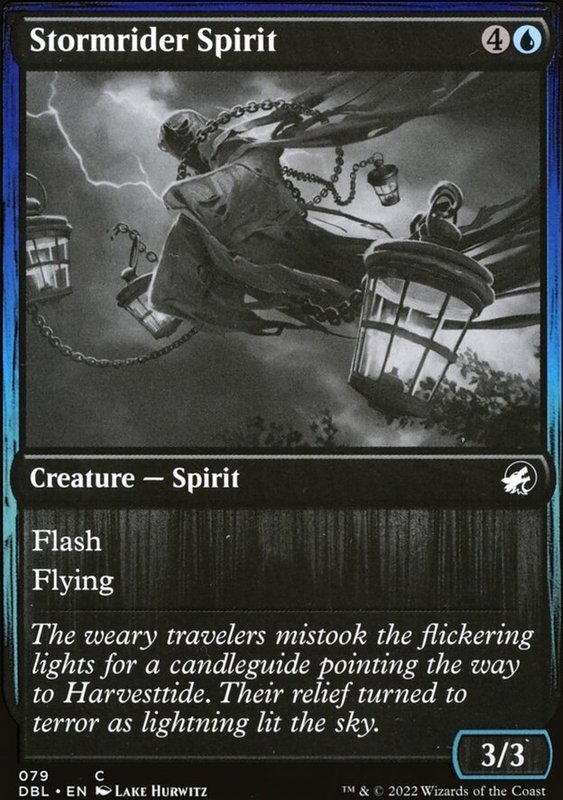 Stormrider Spirit 4
Creature — Spirit
Flash
Flying
The weary travelers mistook the flickering
lights for a candleguide pointing the way
to Harvesttide. Their relief turned to
terror as lightning lit the sky.
3/3
079 C
DBL • EN Lake Hurwitz
™ & © 2022 Wizards of the Coast